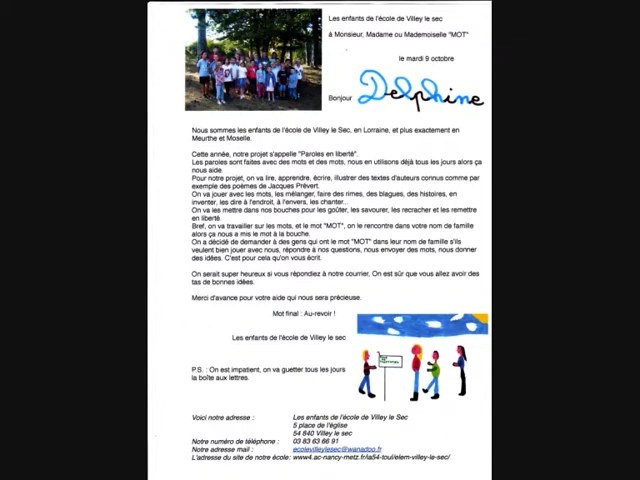 Les enfants de l'école de Villey le sec
à Monsieur, Madame ou Mademoiselle "MOT"
le mardi 9 octobre
Bonjour Delphine
Nous sommes les enfants de l'école de Villey le Sec, en Lorraine, et plus exactement en
Meurthe et Moselle.
Cette année, notre projet s'appelle "Paroles en liberté".
Les paroles sont faites avec des mots et des mots, nous en utilisons déjà tous les jours alors ça
nous aide.
Pour notre projet, on va lire, apprendre, écrire, illustrer des textes d'auteurs connus comme par
exemple des poèmes de Jacques Prévert.
On va jouer avec les mots, les mélanger, faire des rimes, des blagues, des histoires, en
inventer, les dire à l'endroit, à l'envers, les chanter...
On va les mettre dans nos bouches pour les goûter, les savourer, les recracher et les remettre
en liberté.
Bref, on va travailler sur les mots, et le mot "MOT", on le rencontre dans votre nom de famille
alors ça nous a mis le mot à la bouche.
On a décidé de demander à des gens qui ont le mot "MOT" dans leur nom de famille s'ils
veulent bien jouer avec nous, répondre à nos questions, nous envoyer des mots, nous donner
des idées. C'est pour cela qu'on vous écrit.
On serait super heureux si vous répondiez à notre courrier, On est sûr que vous allez avoir des
tas de bonnes idées.
Merci d'avance pour votre aide qui nous sera précieuse.
Mot final : Au-revoir !
Les enfants de l'école de Villey le sec
P.S. : On est impatient, on va guetter tous les jours
la boîte aux lettres.
Voici notre adresse : Les enfants de l'école de Villey le Sec
5 place de l'église
54 840 Villey le sec
Notre numéro de téléphone : 03 83 63 66 91
Notre adresse mail : ecolevilleylesec@wanadoo.fr
L'adresse du site de notre école : www4.ac-nancy-metz.fr/ia54-toul/elem-villey-le-sec/